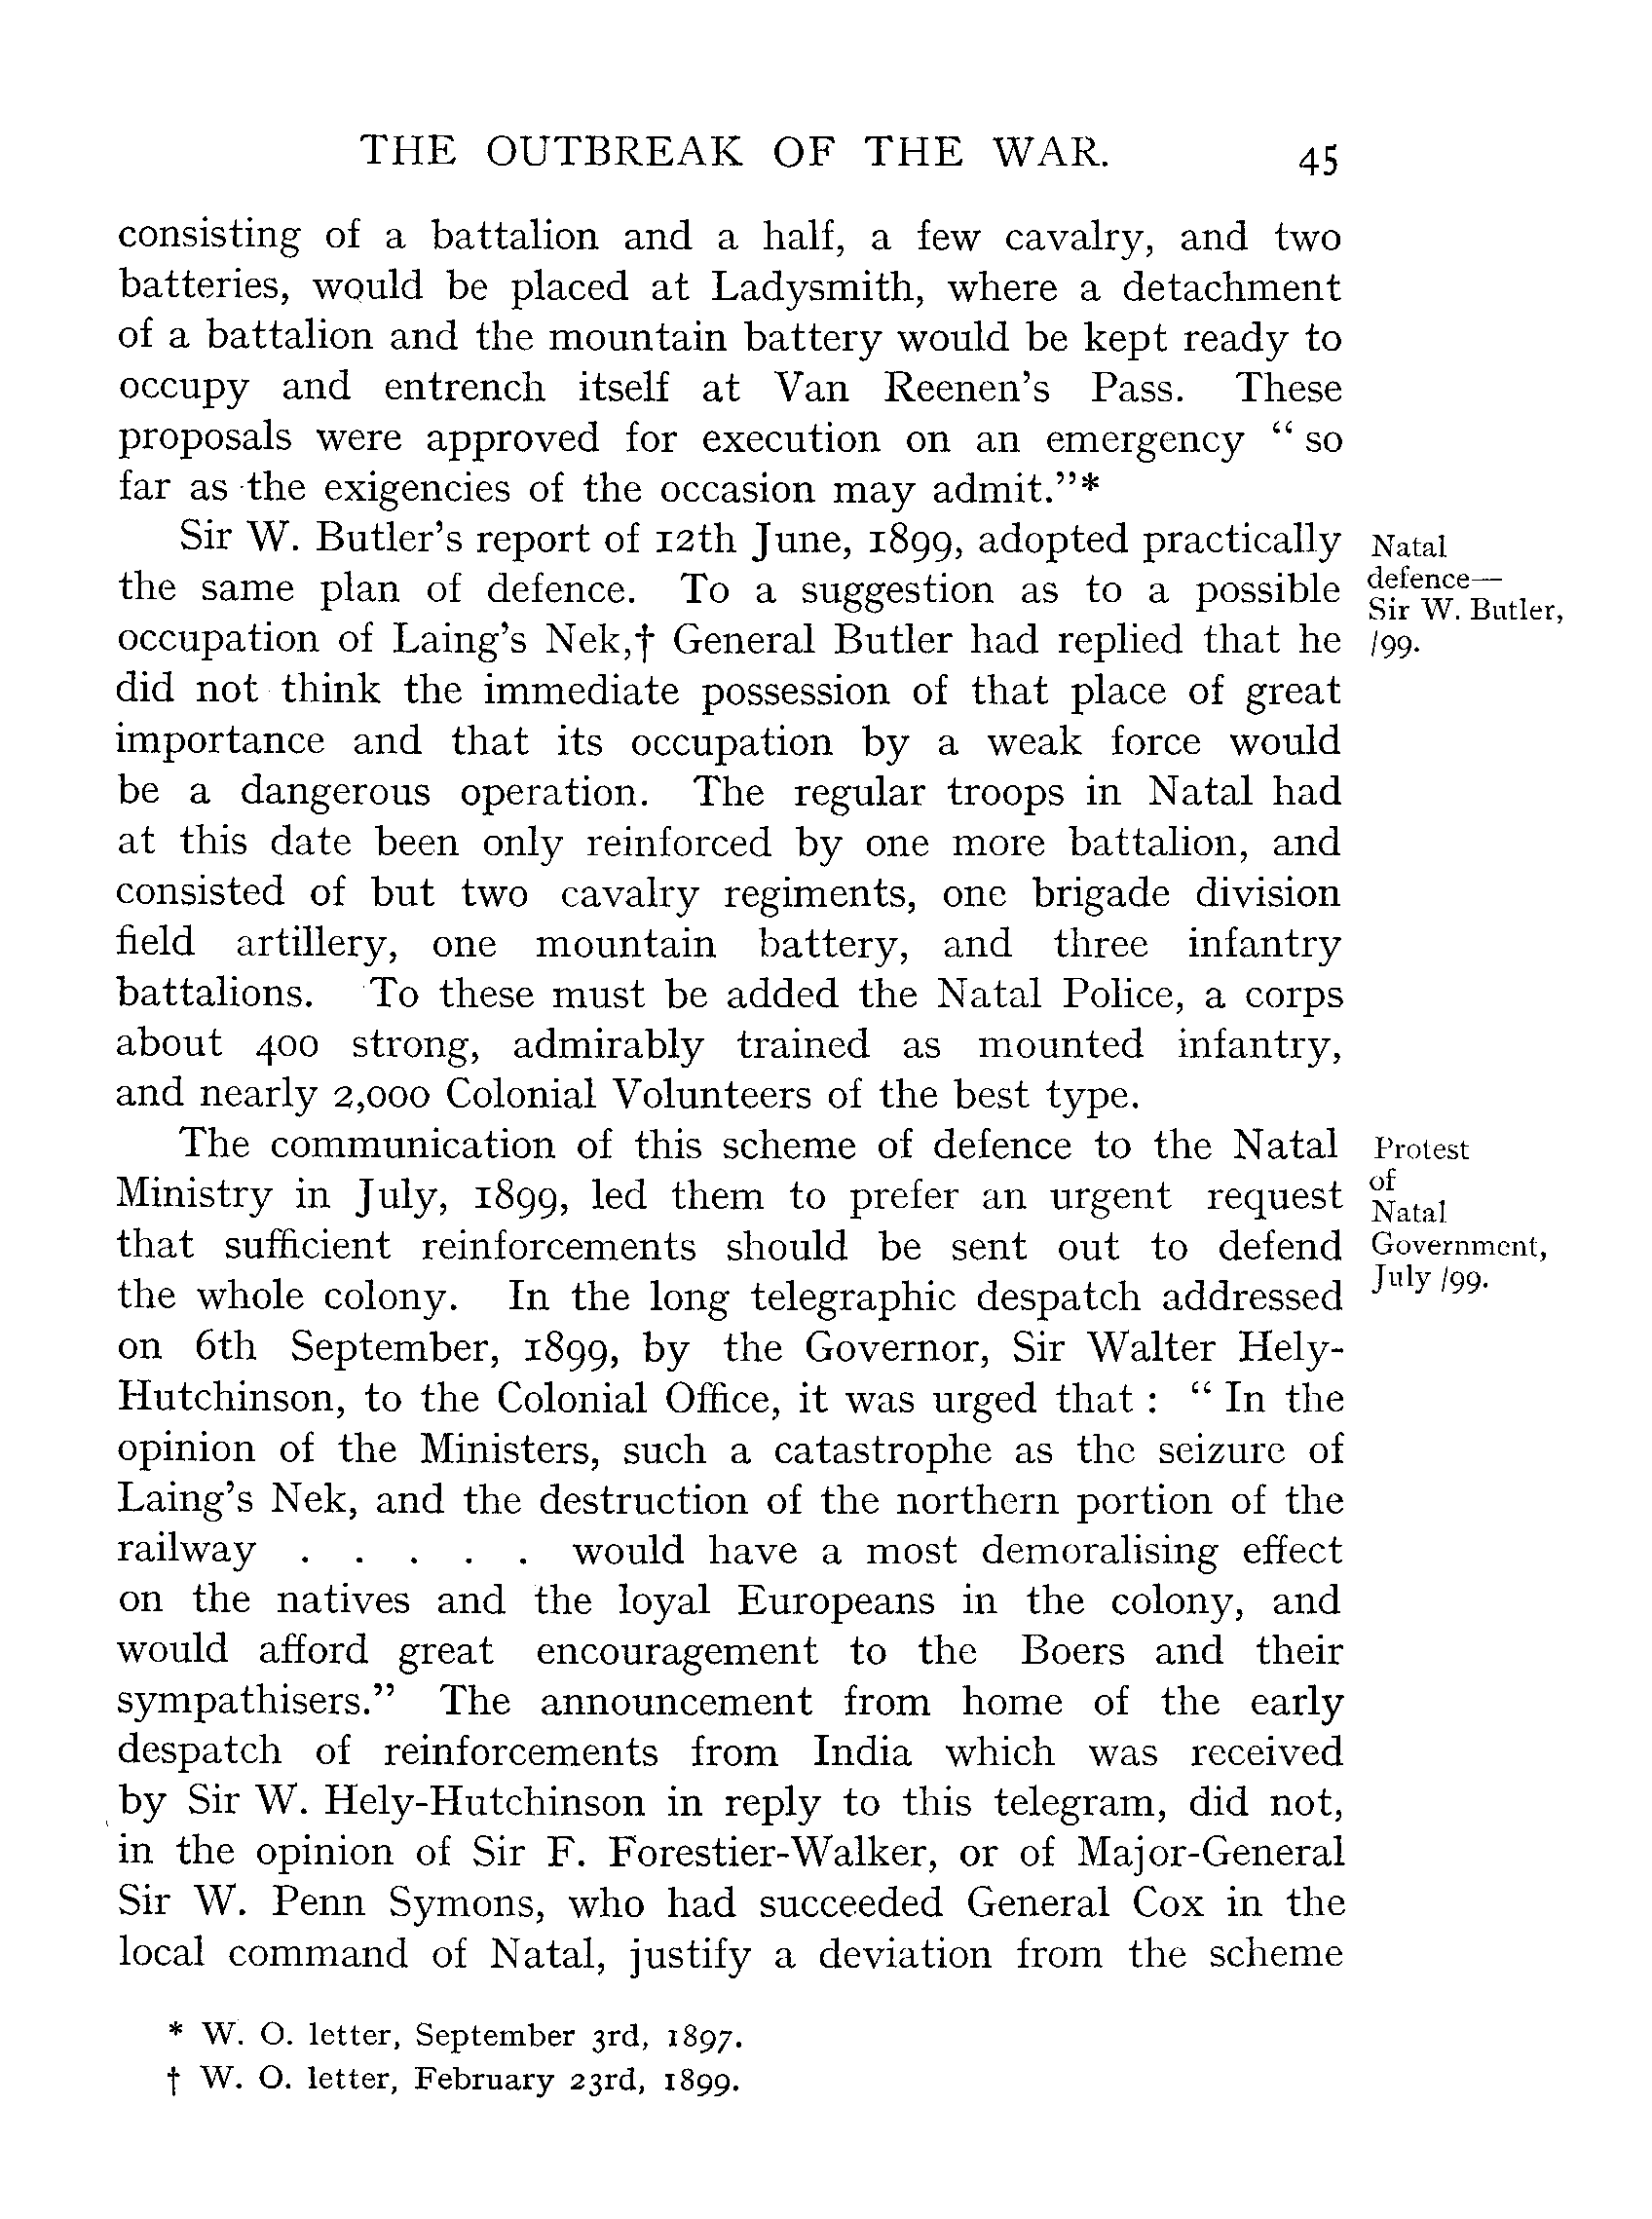 THE OUTBREAK OF THE WAR. 45
consisting of a battalion and a half, a few cavalry, and two
batteries, would be placed at Ladysmith, where a detachment
of a battalion and the mountain battery would be kept ready to
occupy and entrench itself at Van Reenen's Pass. These
proposals were approved for execution on an emergency “ so
far as the exigencies of the occasion may admit.”*
Sir W. Butler's report of 12th June, 1899, adopted practically
the same plan of defence. To a suggestion as to a possible
occupation of Laing's Nek,† General Butler had replied that he
did not think the immediate possession of that place of great
importance and that its occupation by a weak force would
be a dangerous operation. The regular troops in Natal had
at this date been only reinforced by one more battalion, and
consisted of but two cavalry regiments, one brigade division
field artillery, one mountain battery, and three infantry
battalions. To these must be added the Natal Police, a corps
about 400 strong, admirably trained as mounted infantry,
and nearly 2,000 Colonial Volunteers of the best type.
Natal
defence—
Sir W. Butler,
/99.
The communication of this scheme of defence to the Natal
Ministry in July, 1899, led them to prefer an urgent request
that sufficient reinforcements should be sent out to defend
the whole colony. In the long telegraphic despatch addressed
on 6th September, 1899, by the Governor, Sir Walter Hely-
Hutchinson, to the Colonial Office, it was urged that : “ In the
opinion of the Ministers, such a catastrophe as the seizure of
Laing's Nek, and the destruction of the northern portion of the
railway . . . . . would have a most demoralising effect
on the natives and the loyal Europeans in the colony, and
would afford great encouragement to the Boers and their
sympathisers.” The announcement from home of the early
despatch of reinforcements from India which was received
by Sir W. Hely-Hutchinson in reply to this telegram, did not,
in the opinion of Sir F. Forestier-Walker, or of Major-General
Sir W. Penn Symons, who had succeeded General Cox in the
local command of Natal, justify a deviation from the scheme
Protest
of
Natal
Government,
July /99.
* W. O. letter, September 3rd, 1897.
† W. O. letter, February 23rd, 1899.